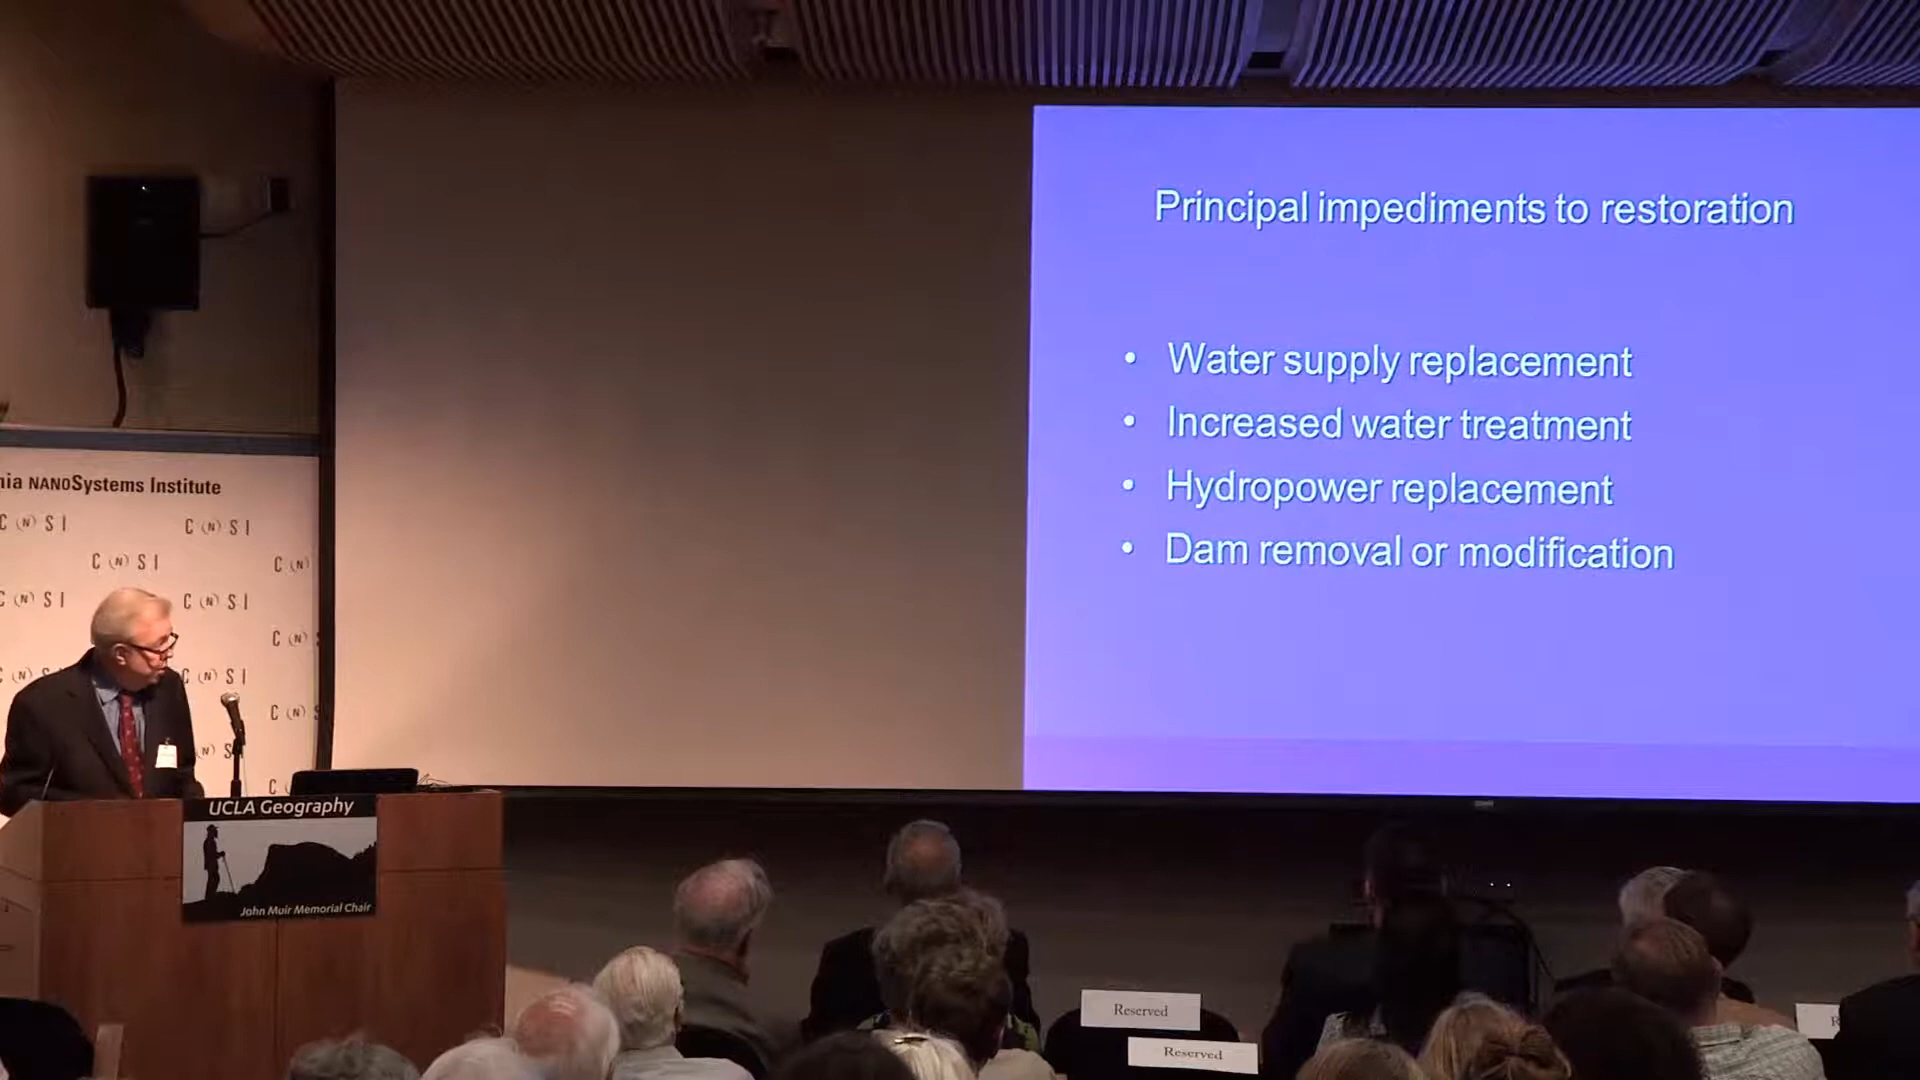 Principal impediments to restoration
• Water supply replacement
• Increased water treatment
• Hydropower replacement
• Dam removal or modification
nia NANOSystems Institute
C (N) S I C (N) S I
C (N) S I C (N)
C (N) S I C (N) S I
C (N) S
C (N) S C (N) S I
C (N) S
(N) S
C
UCLA Geography
John Muir Memorial Chair
Reserved
Reserved
R